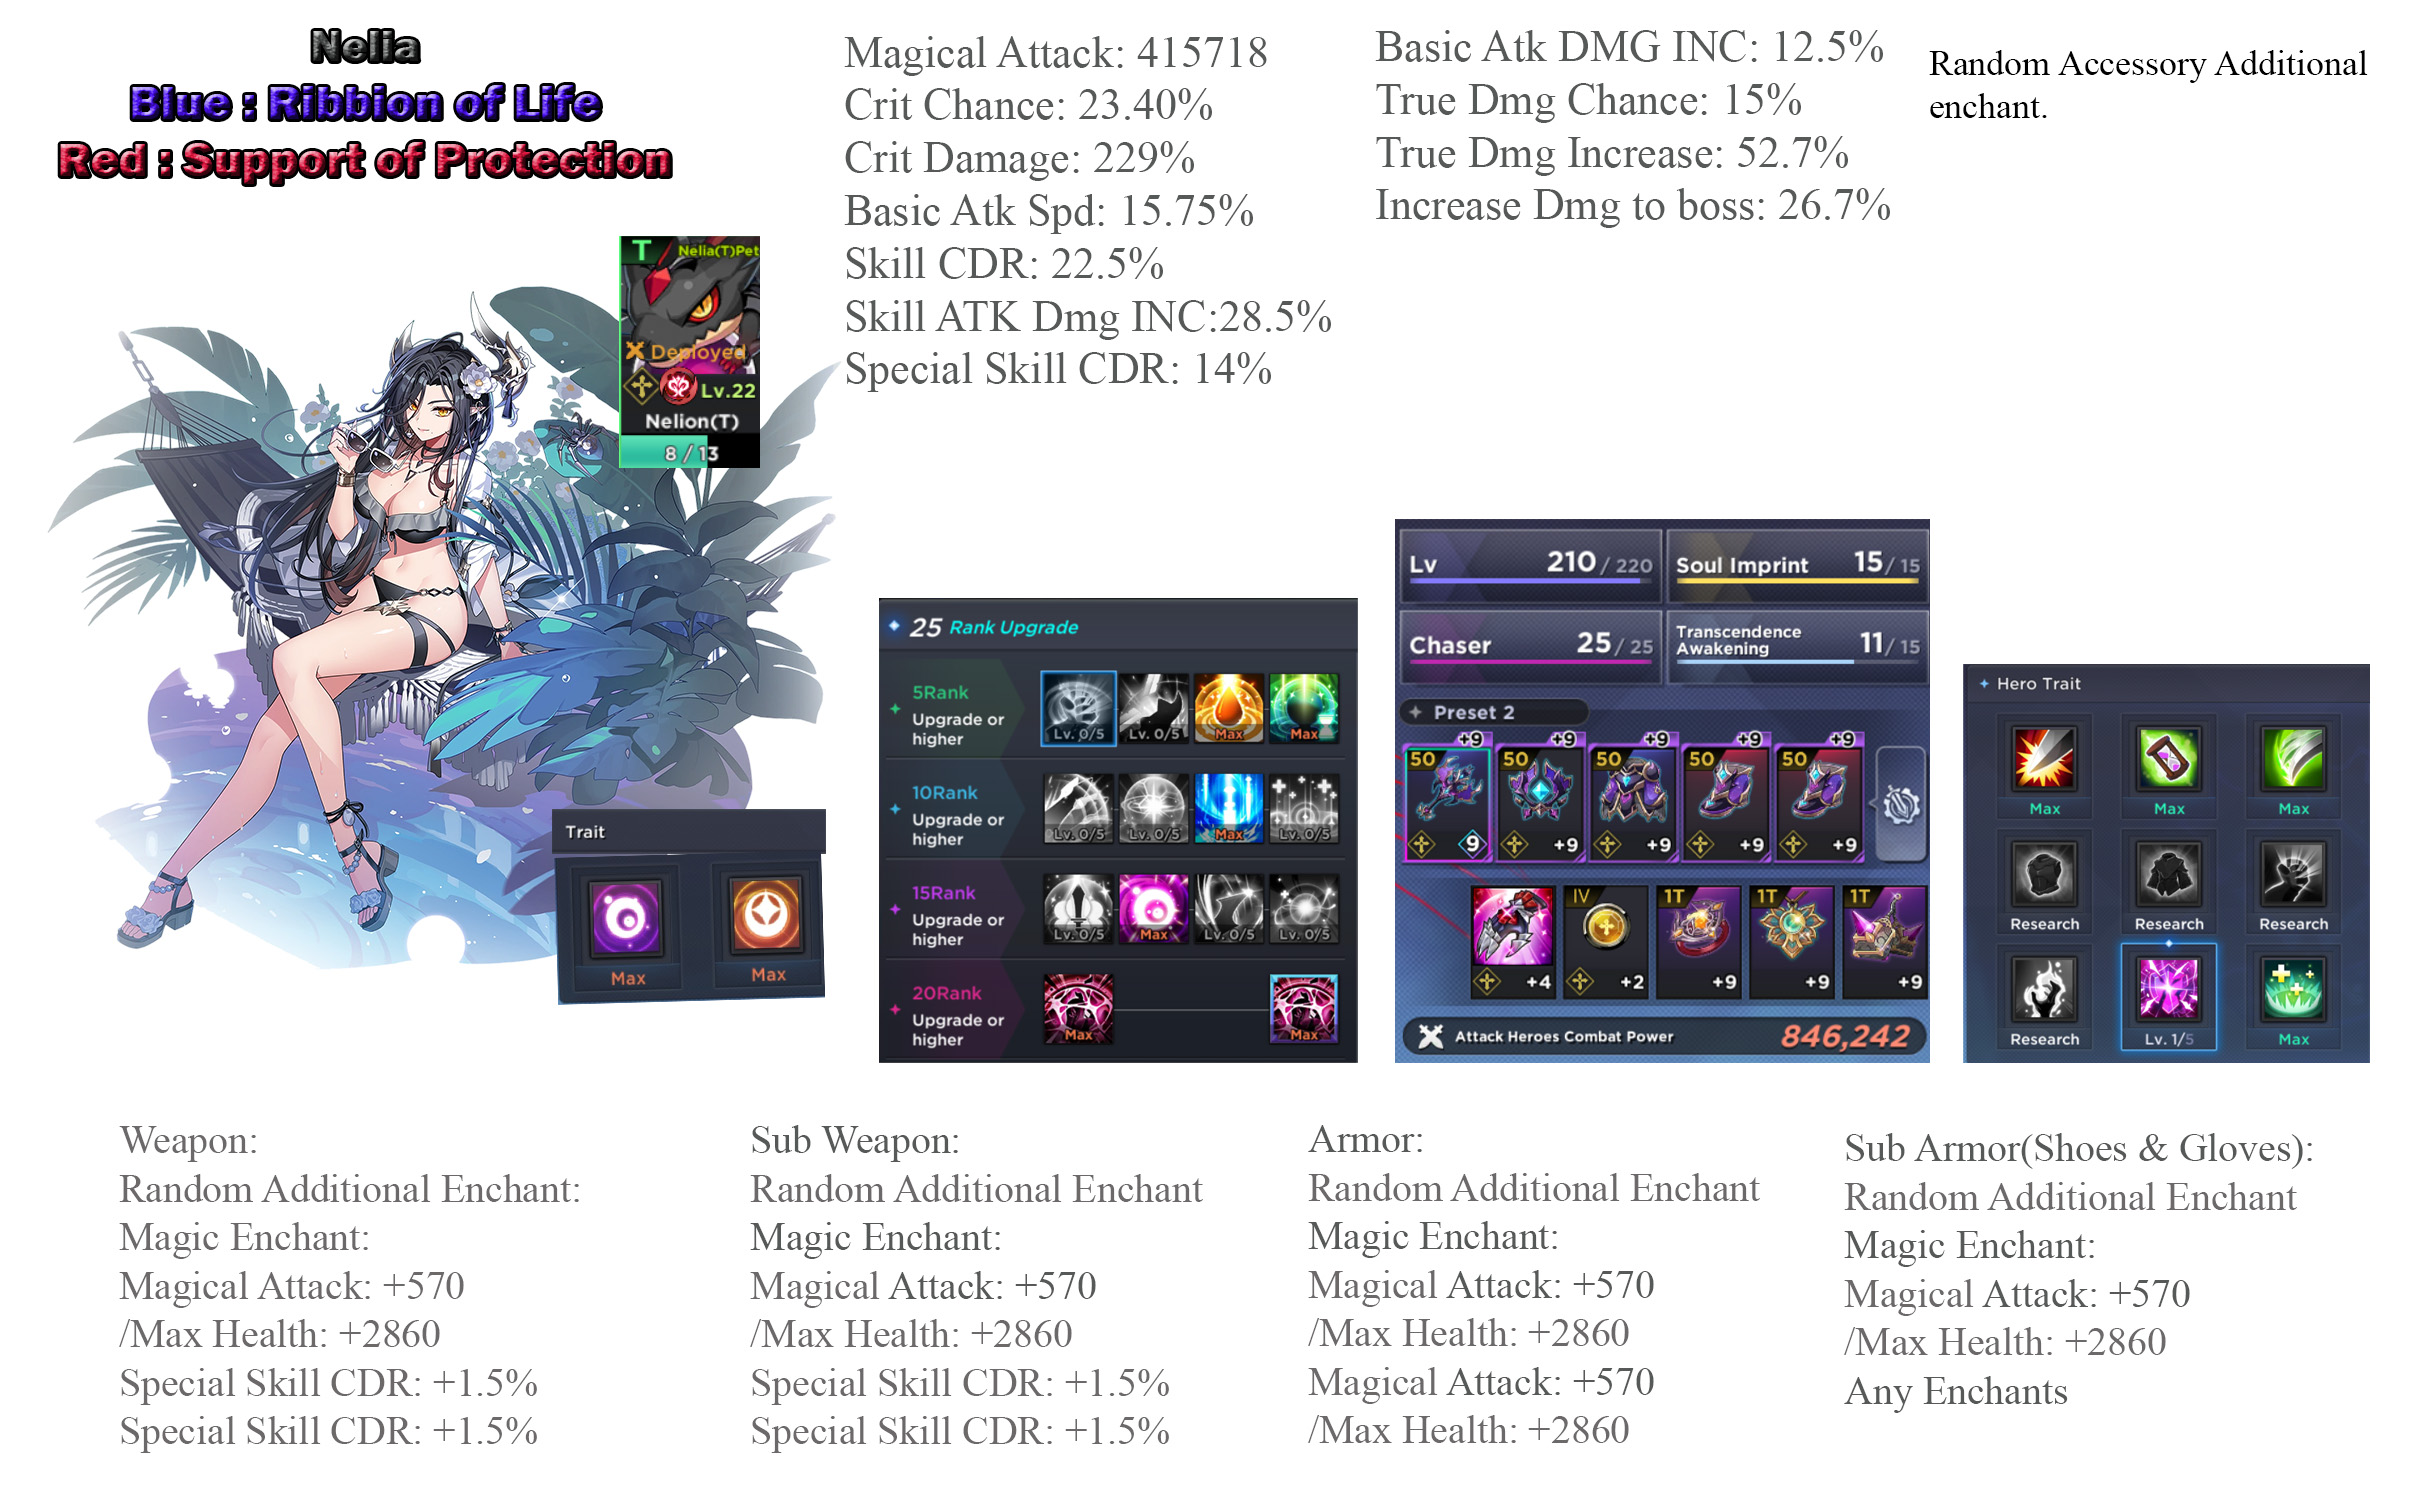 Nelia
Blue : Ribbion of Life
Red : Support of Protection
Magical Attack: 415718
Crit Chance: 23.40%
Crit Damage: 229%
Basic Atk Spd: 15.75%
Skill CDR: 22.5%
Skill ATK Dmg INC:28.5%
Special Skill CDR: 14%
Basic Atk DMG INC: 12.5%
True Dmg Chance: 15%
True Dmg Increase: 52.7%
Increase Dmg to boss: 26.7%
Random Accessory Additional
enchant.
T
Nelia(T)Pet
Deployed
Lv.22
Nelion(T)
8 / 13
Trait
Max
Max
25 Rank Upgrade
5Rank
Upgrade or
higher
Lv. 0/5
Lv. 0/5
Max
Max
10Rank
Upgrade or
higher
Lv. 0/5
Lv. 0/5
Max
Lv. 0/5
15Rank
Upgrade or
higher
Lv. 0/5
Max
Lv. 0/5
Lv. 0/5
20Rank
Upgrade or
higher
Max
Max
Lv 210 / 220
Soul Imprint 15 / 15
Chaser 25 / 25
Transcendence
Awakening 11 / 15
Preset 2
+9 +9 +9 +9 +9
50 50 50 50 50
9 +9 +9 +9 +9
IV 1T 1T 1T
+4 +2 +9 +9 +9
Attack Heroes Combat Power 846,242
Hero Trait
Max Max Max
Research Research Research
Research Lv. 1/5 Max
Weapon:
Random Additional Enchant:
Magic Enchant:
Magical Attack: +570
/Max Health: +2860
Special Skill CDR: +1.5%
Special Skill CDR: +1.5%
Sub Weapon:
Random Additional Enchant
Magic Enchant:
Magical Attack: +570
/Max Health: +2860
Special Skill CDR: +1.5%
Special Skill CDR: +1.5%
Armor:
Random Additional Enchant
Magic Enchant:
Magical Attack: +570
/Max Health: +2860
Magical Attack: +570
/Max Health: +2860
Sub Armor(Shoes & Gloves):
Random Additional Enchant
Magic Enchant:
Magical Attack: +570
/Max Health: +2860
Any Enchants